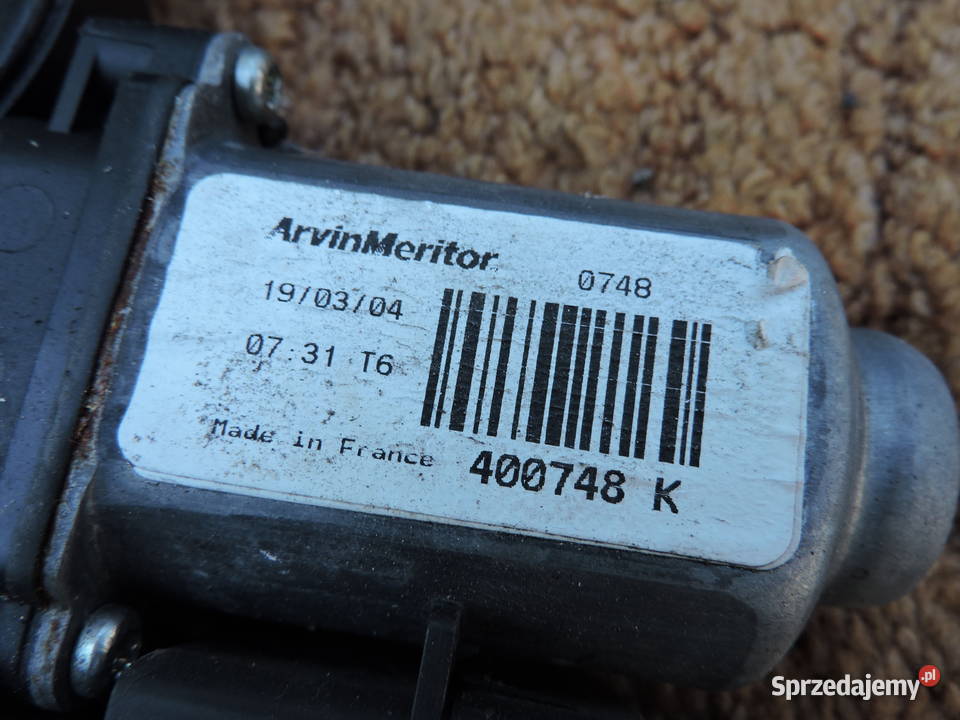 ArvinMeritor
0748
19/03/04
07:31 T6
Made in France
400748 K
Sprzedajemy.pl